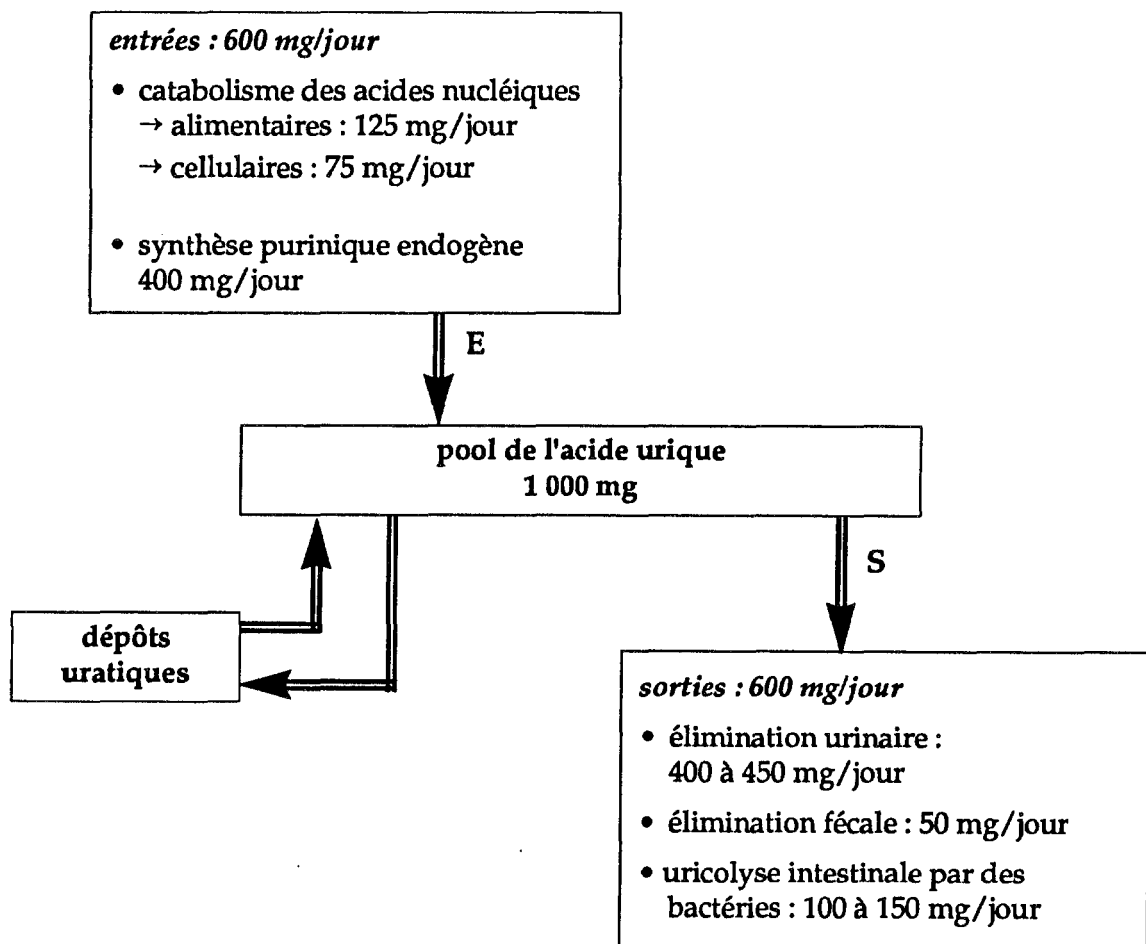 entrées : 600 mg/jour
• catabolisme des acides nucléiques
→ alimentaires : 125 mg/jour
→ cellulaires : 75 mg/jour
• synthèse purinique endogène
400 mg/jour
E
pool de l'acide urique
1 000 mg
S
dépôts
uratiques
sorties : 600 mg/jour
• élimination urinaire :
400 à 450 mg/jour
• élimination fécale : 50 mg/jour
• uricolyse intestinale par des
bactéries : 100 à 150 mg/jour